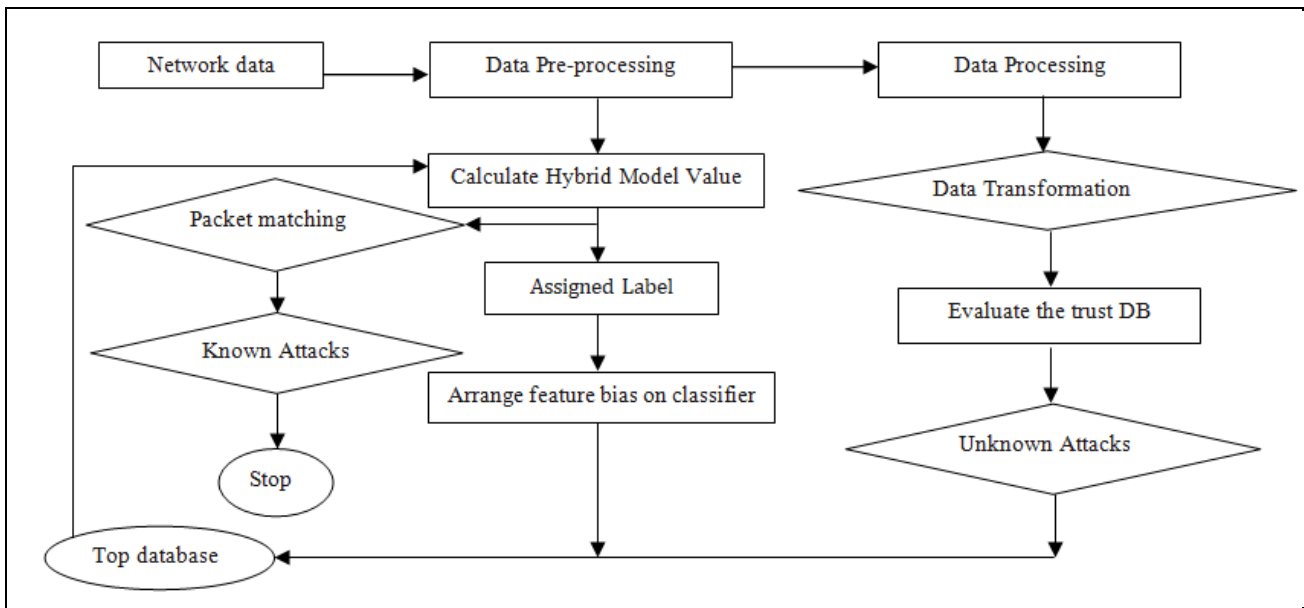 Network data
Data Pre-processing
Data Processing
Calculate Hybrid Model Value
Data Transformation
Packet matching
Assigned Label
Evaluate the trust DB
Known Attacks
Arrange feature bias on classifier
Unknown Attacks
Stop
Top database